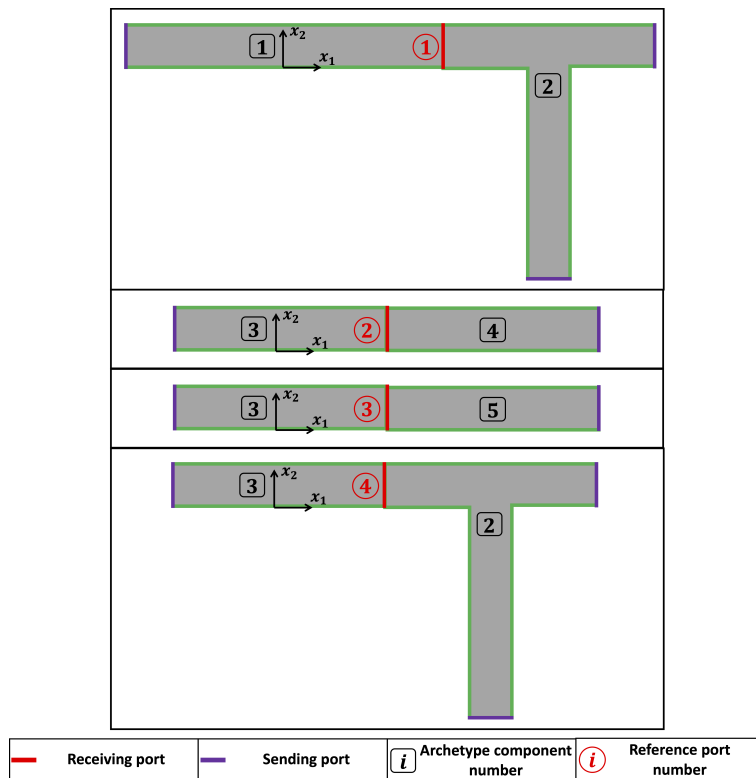 1 x₂ x₁ 1 2
3 x₂ x₁ 2 4
3 x₂ x₁ 3 5
3 x₂ x₁ 4 2
Receiving port
Sending port
i Archetype component
number
i Reference port
number